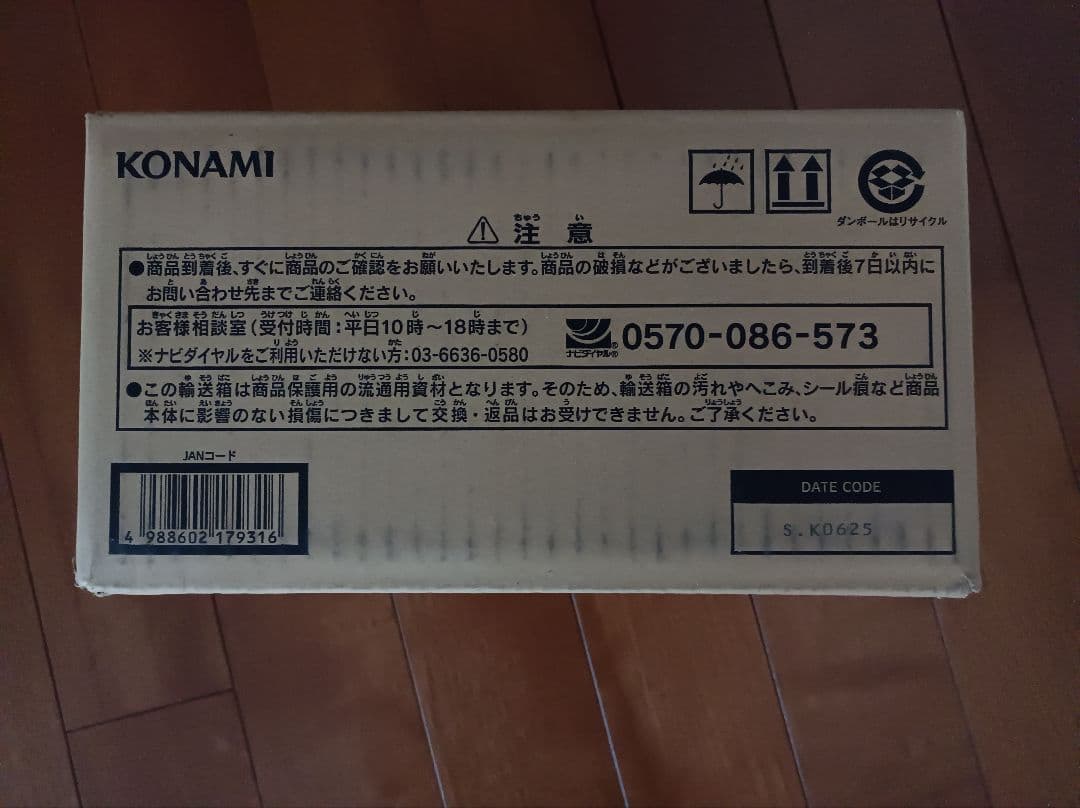 KONAMI
ダンボールはリサイクル
注意
●商品到着後、すぐに商品のご確認をお願いいたします。商品の破損などがございましたら、到着後7日以内に
お問い合わせ先までご連絡ください。
お客様相談室(受付時間:平日10時~18時まで)
※ナビダイヤルをご利用いただけない方:03-6636-0580
ナビダイヤル®
0570-086-573
●この輸送箱は商品保護用の流通用資材となります。そのため、輸送箱の汚れやへこみ、シール痕など商品
本体に影響のない損傷につきまして交換・返品はお受けできません。ご了承ください。
JANコード
4 988602 179316
DATE CODE
S.K0625